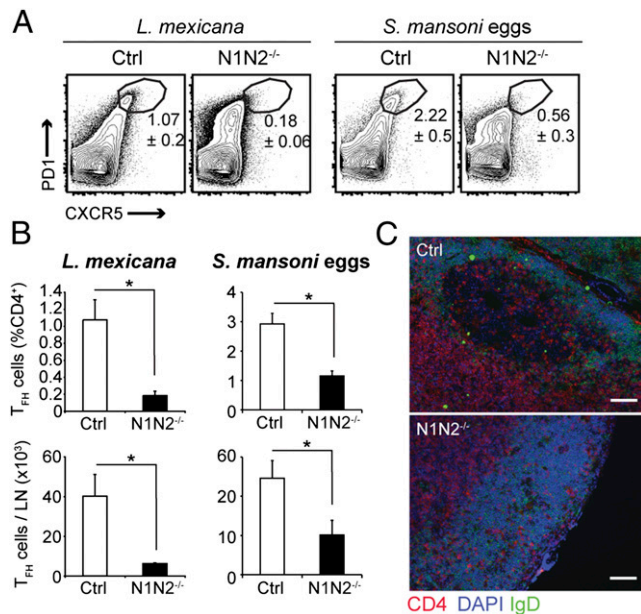 A
L. mexicana
S. mansoni eggs
Ctrl
N1N2-/-
Ctrl
N1N2-/-
1.07
± 0.2
0.18
± 0.06
2.22
± 0.5
0.56
± 0.3
PD1
CXCR5
B
L. mexicana
S. mansoni eggs
TFH cells (%CD4+)
1.4
1.2
1.0
0.8
0.6
0.4
0.2
0
*
Ctrl
N1N2-/-
4
3
2
1
0
*
Ctrl
N1N2-/-
TFH cells / LN (x10³)
60
40
20
0
*
Ctrl
N1N2-/-
20
20
10
0
*
Ctrl
N1N2-/-
C
Ctrl
N1N2-/-
CD4 DAPI IgD